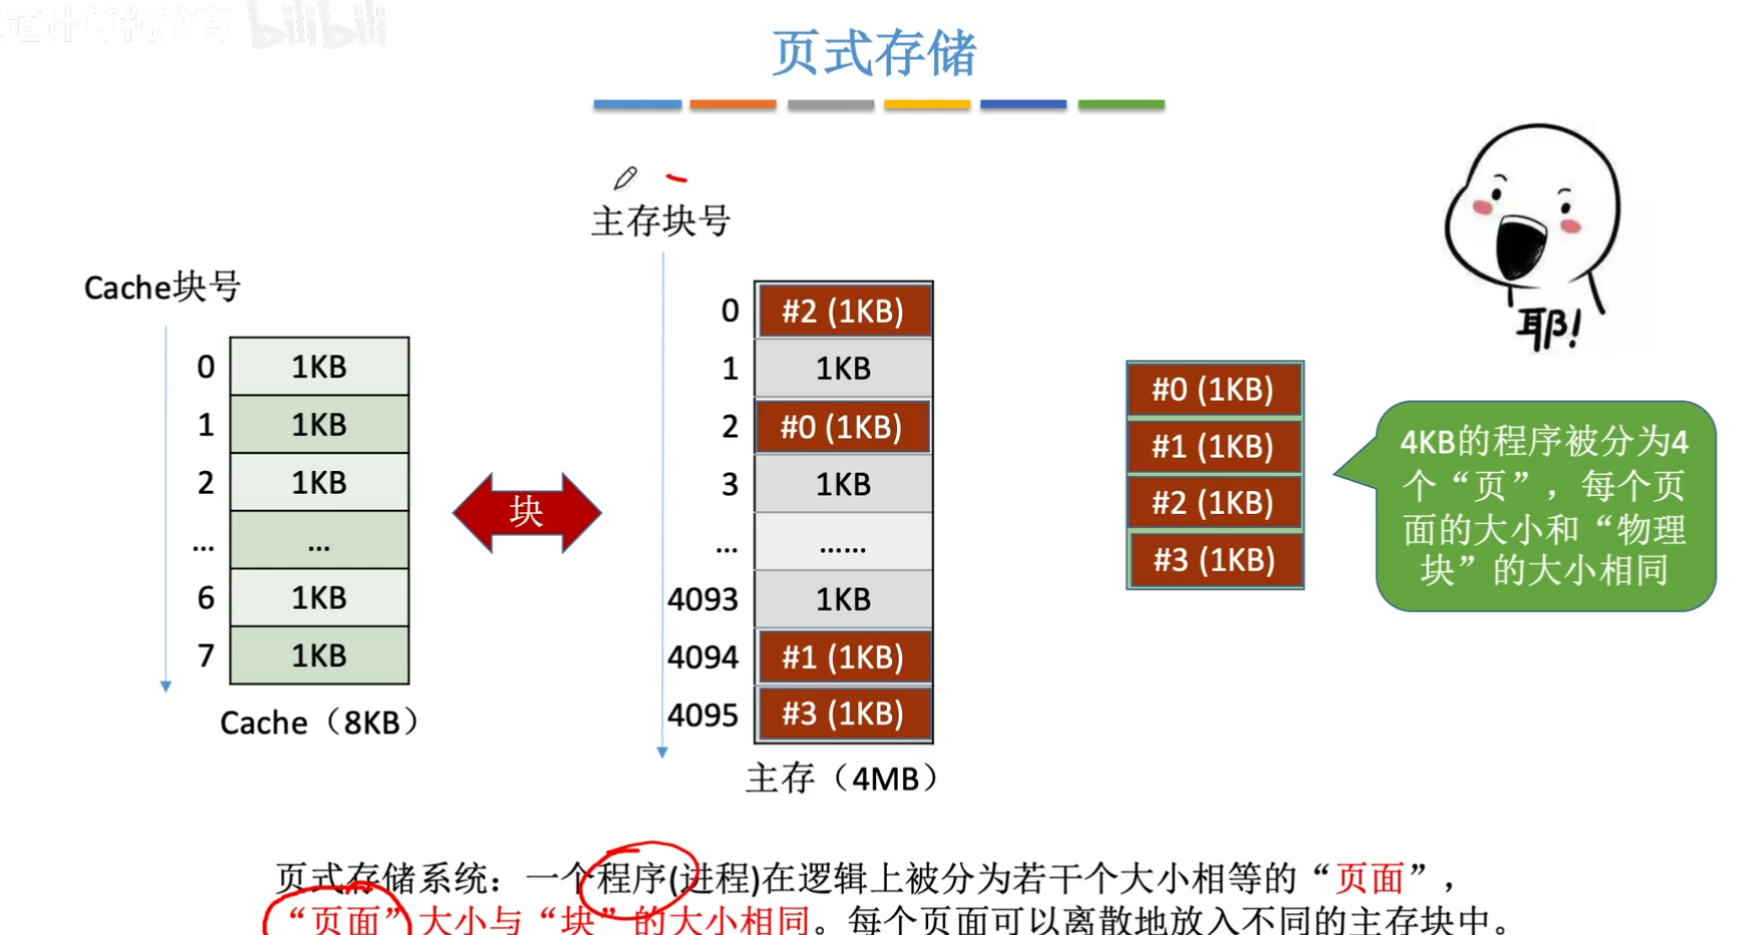 道计算机教育 bilibili
页式存储
主存块号
Cache块号
0 1KB
1 1KB
2 1KB
... ...
6 1KB
7 1KB
Cache（8KB）
块
0 #2 (1KB)
1 1KB
2 #0 (1KB)
3 1KB
... ......
4093 1KB
4094 #1 (1KB)
4095 #3 (1KB)
主存（4MB）
耶!
#0 (1KB)
#1 (1KB)
#2 (1KB)
#3 (1KB)
4KB的程序被分为4
个“页”，每个页
面的大小和“物理
块”的大小相同
页式存储系统：一个程序(进程)在逻辑上被分为若干个大小相等的“页面”，
“页面”大小与“块”的大小相同。每个页面可以离散地放入不同的主存块中。